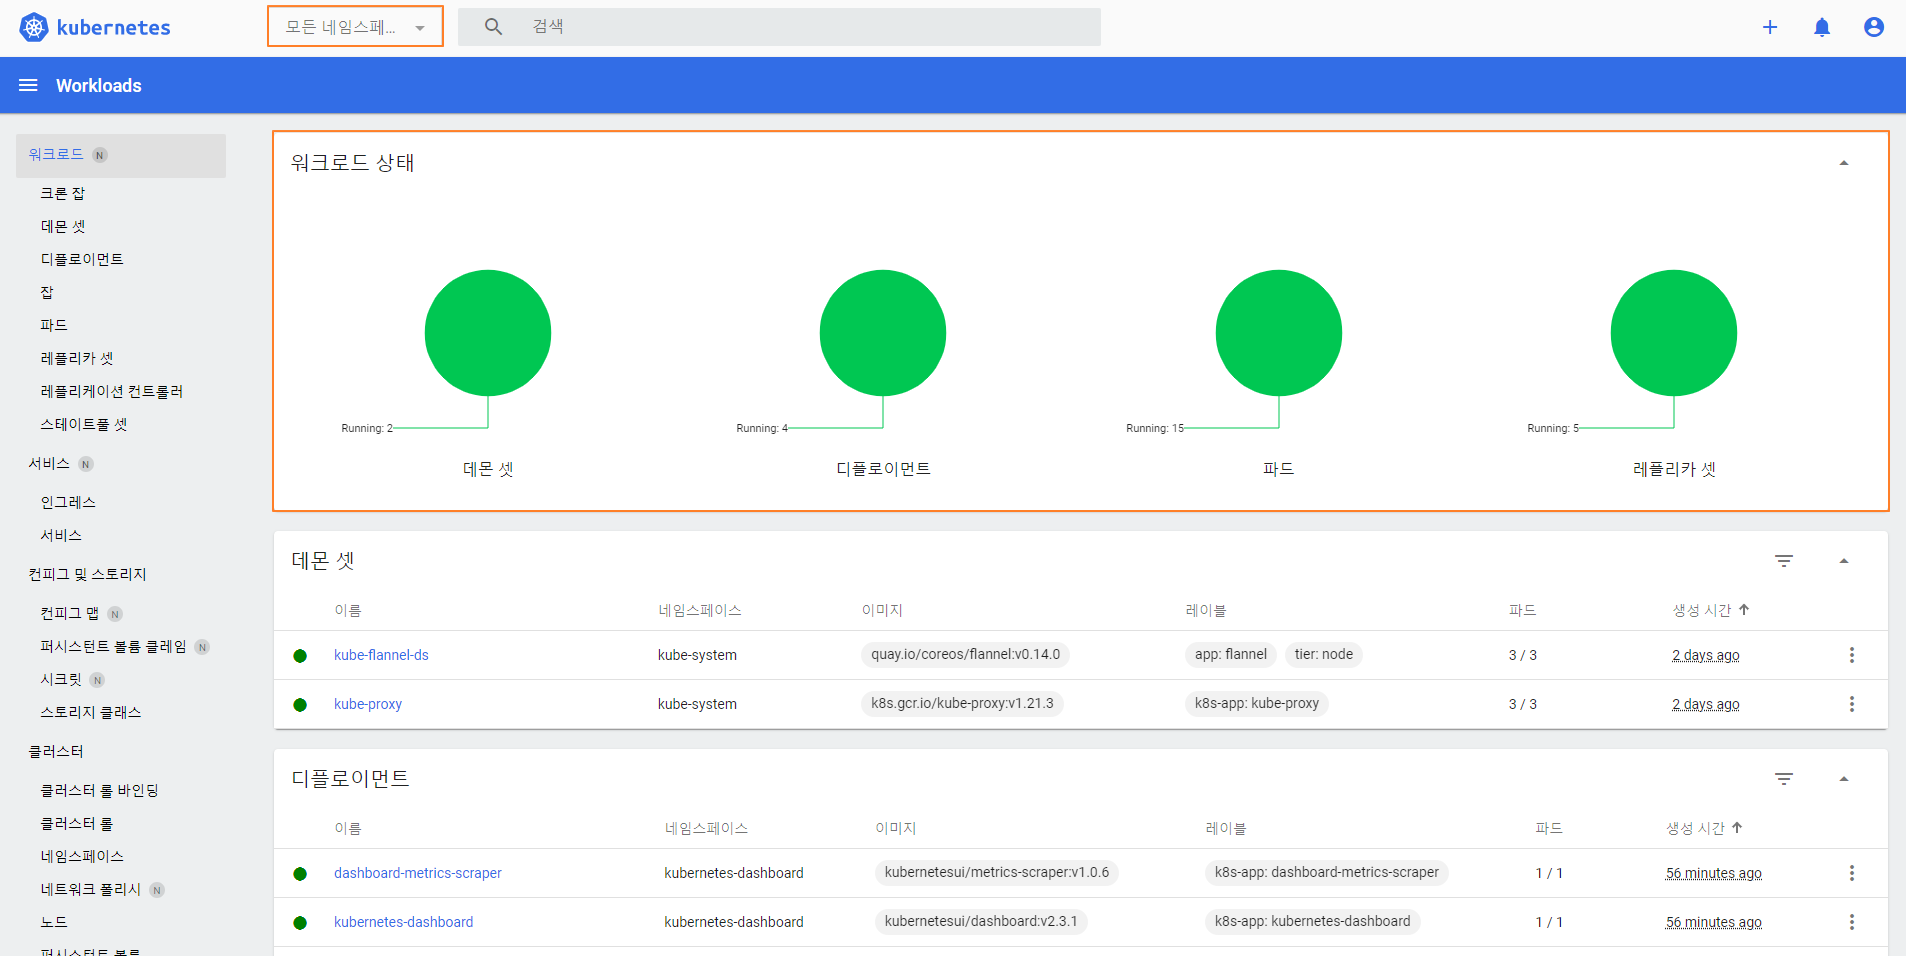 kubernetes
모든 네임스페...
검색
Workloads
워크로드 N
크론 잡
데몬 셋
디플로이먼트
잡
파드
레플리카 셋
레플리케이션 컨트롤러
스테이트풀 셋
서비스 N
인그레스
서비스
컨피그 및 스토리지
컨피그 맵 N
퍼시스턴트 볼륨 클레임 N
시크릿 N
스토리지 클래스
클러스터
클러스터 롤 바인딩
클러스터 롤
네임스페이스
네트워크 폴리시 N
노드
퍼시스턴트 볼륨
워크로드 상태
Running: 2
데몬 셋
Running: 4
디플로이먼트
Running: 15
파드
Running: 5
레플리카 셋
데몬 셋
이름 네임스페이스 이미지 레이블 파드 생성 시간
kube-flannel-ds kube-system quay.io/coreos/flannel:v0.14.0 app: flannel tier: node 3 / 3 2 days ago
kube-proxy kube-system k8s.gcr.io/kube-proxy:v1.21.3 k8s-app: kube-proxy 3 / 3 2 days ago
디플로이먼트
이름 네임스페이스 이미지 레이블 파드 생성 시간
dashboard-metrics-scraper kubernetes-dashboard kubernetesui/metrics-scraper:v1.0.6 k8s-app: dashboard-metrics-scraper 1 / 1 56 minutes ago
kubernetes-dashboard kubernetes-dashboard kubernetesui/dashboard:v2.3.1 k8s-app: kubernetes-dashboard 1 / 1 56 minutes ago